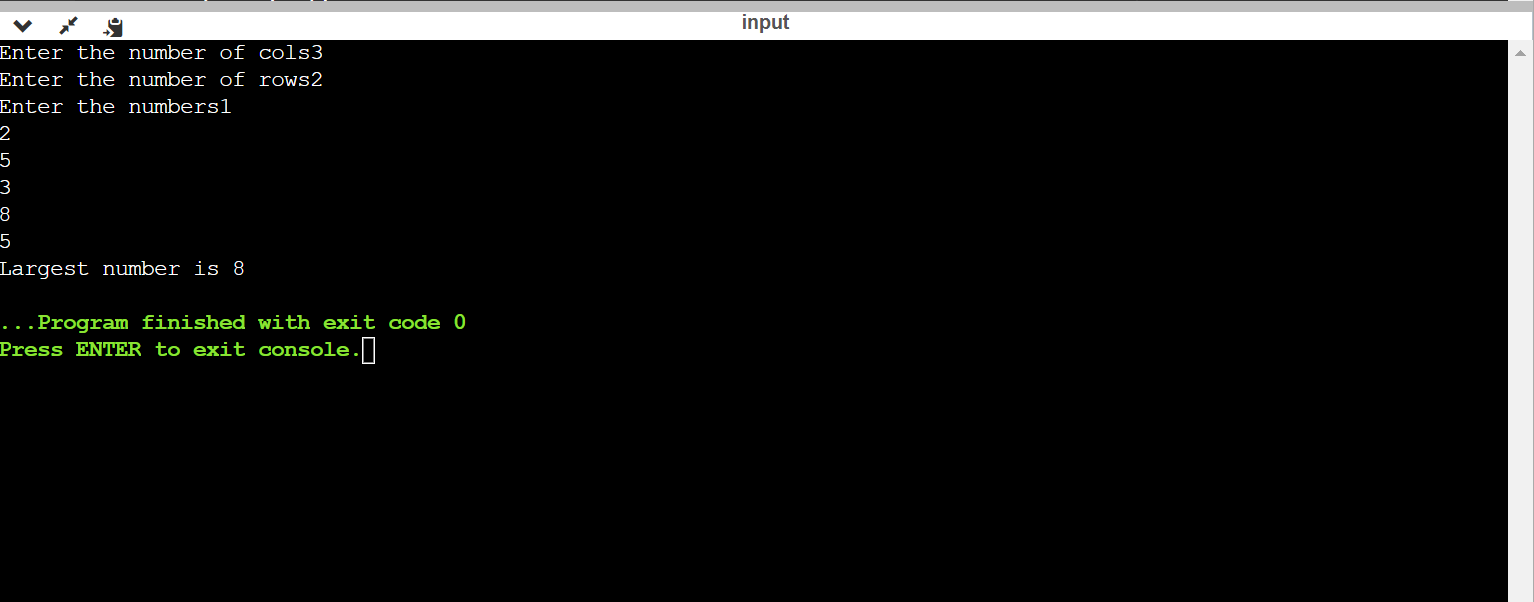 input
Enter the number of cols3
Enter the number of rows2
Enter the numbers1
2
5
3
8
5
Largest number is 8
...Program finished with exit code 0
Press ENTER to exit console.